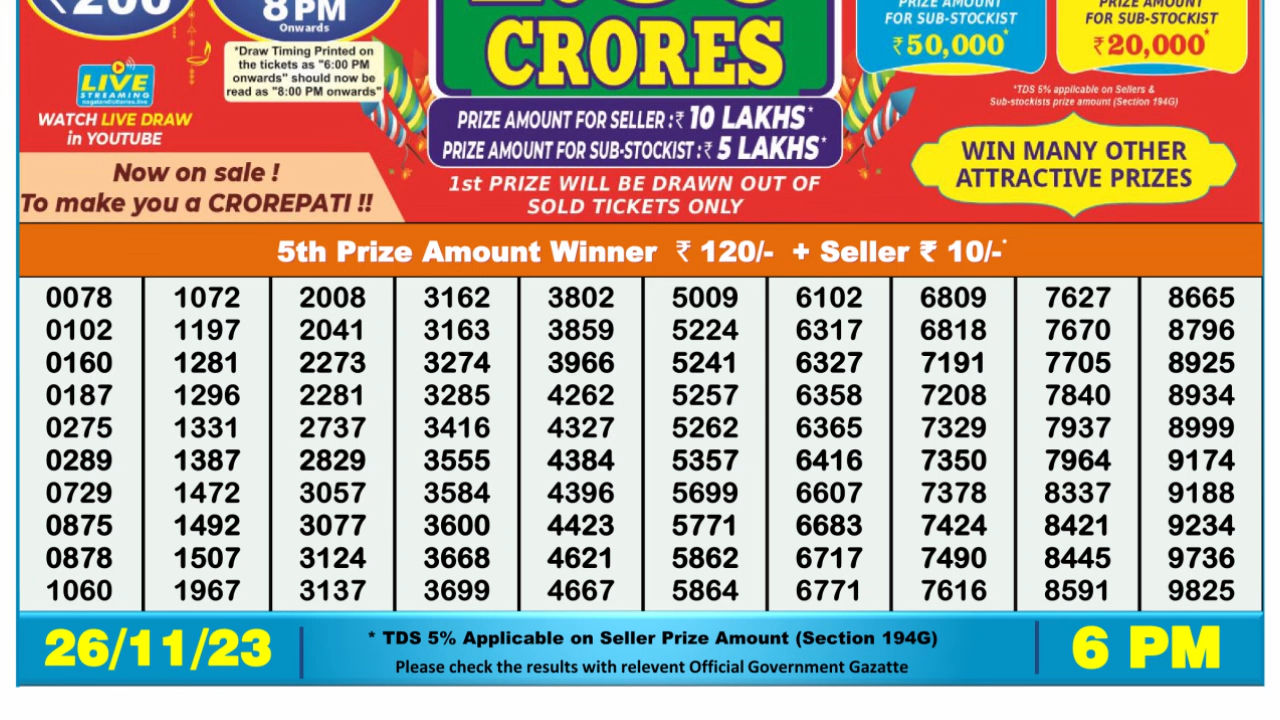 ₹200
8 PM
Onwards
*Draw Timing Printed on
the tickets as "6:00 PM
onwards" should now be
read as "8:00 PM onwards"
LIVE
STREAMING
nagalandlotteries.live
WATCH LIVE DRAW
in YOUTUBE
Now on sale !
To make you a CROREPATI !!
CRORES
PRIZE AMOUNT FOR SELLER :₹ 10 LAKHS*
PRIZE AMOUNT FOR SUB-STOCKIST :₹ 5 LAKHS*
1st PRIZE WILL BE DRAWN OUT OF
SOLD TICKETS ONLY
PRIZE AMOUNT
FOR SUB-STOCKIST
₹50,000*
PRIZE AMOUNT
FOR SUB-STOCKIST
₹20,000*
*TDS 5% applicable on Sellers &
Sub-stockists prize amount (Section 194G)
WIN MANY OTHER
ATTRACTIVE PRIZES
5th Prize Amount Winner ₹ 120/- + Seller ₹ 10/-*
0078 1072 2008 3162 3802 5009 6102 6809 7627 8665
0102 1197 2041 3163 3859 5224 6317 6818 7670 8796
0160 1281 2273 3274 3966 5241 6327 7191 7705 8925
0187 1296 2281 3285 4262 5257 6358 7208 7840 8934
0275 1331 2737 3416 4327 5262 6365 7329 7937 8999
0289 1387 2829 3555 4384 5357 6416 7350 7964 9174
0729 1472 3057 3584 4396 5699 6607 7378 8337 9188
0875 1492 3077 3600 4423 5771 6683 7424 8421 9234
0878 1507 3124 3668 4621 5862 6717 7490 8445 9736
1060 1967 3137 3699 4667 5864 6771 7616 8591 9825
26/11/23
* TDS 5% Applicable on Seller Prize Amount (Section 194G)
Please check the results with relevent Official Government Gazatte
6 PM